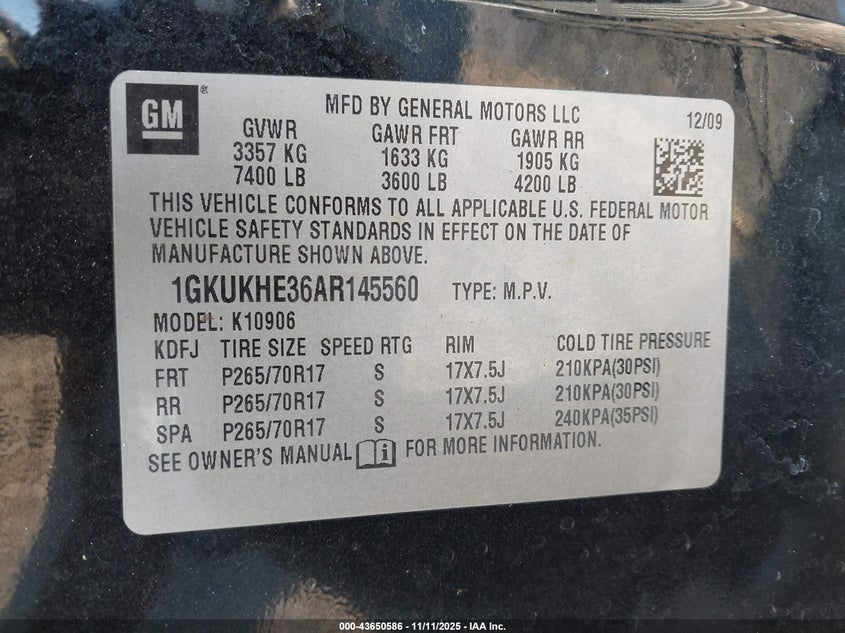 GM ®
MFD BY GENERAL MOTORS LLC 12/09
GVWR GAWR FRT GAWR RR
3357 KG 1633 KG 1905 KG
7400 LB 3600 LB 4200 LB
THIS VEHICLE CONFORMS TO ALL APPLICABLE U.S. FEDERAL MOTOR
VEHICLE SAFETY STANDARDS IN EFFECT ON THE DATE OF
MANUFACTURE SHOWN ABOVE.
1GKUKHE36AR145560 TYPE: M.P.V.
MODEL: K10906
KDFJ TIRE SIZE SPEED RTG RIM COLD TIRE PRESSURE
FRT P265/70R17 S 17X7.5J 210KPA(30PSI)
RR P265/70R17 S 17X7.5J 210KPA(30PSI)
SPA P265/70R17 S 17X7.5J 240KPA(35PSI)
SEE OWNER'S MANUAL i FOR MORE INFORMATION.
000-43650586 - 11/11/2025 - IAA Inc.